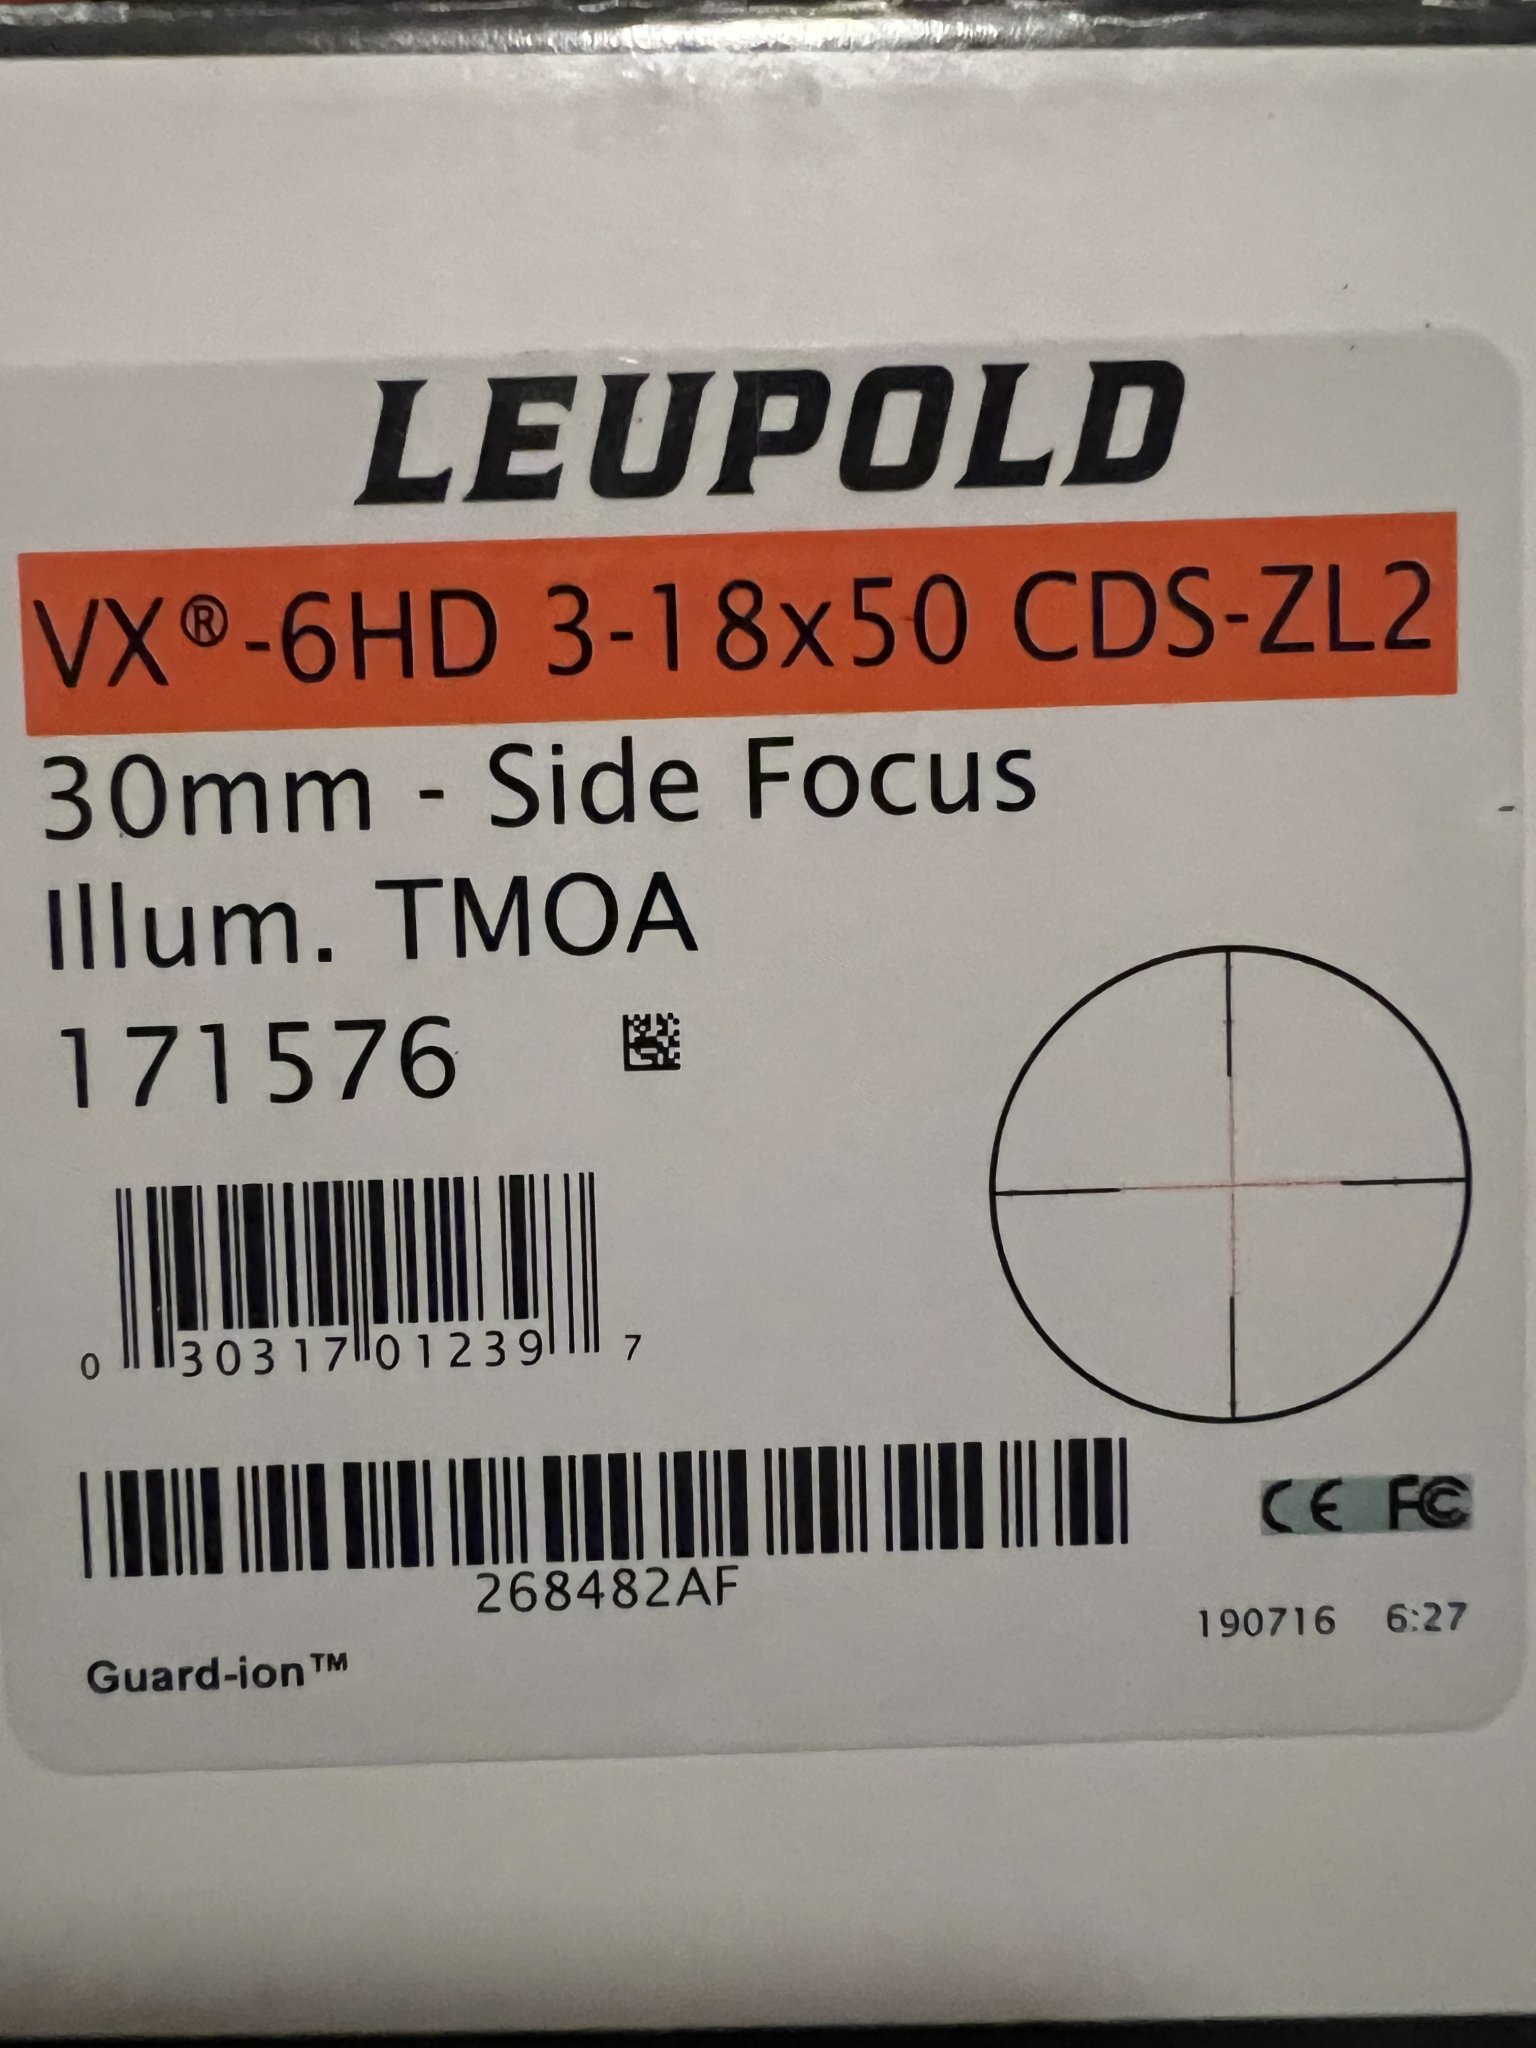 LEUPOLD
VX®-6HD 3-18x50 CDS-ZL2
30mm - Side Focus
Illum. TMOA
171576
0 30317 01239 7
268482AF
CE FC
190716 6:27
Guard-ion™